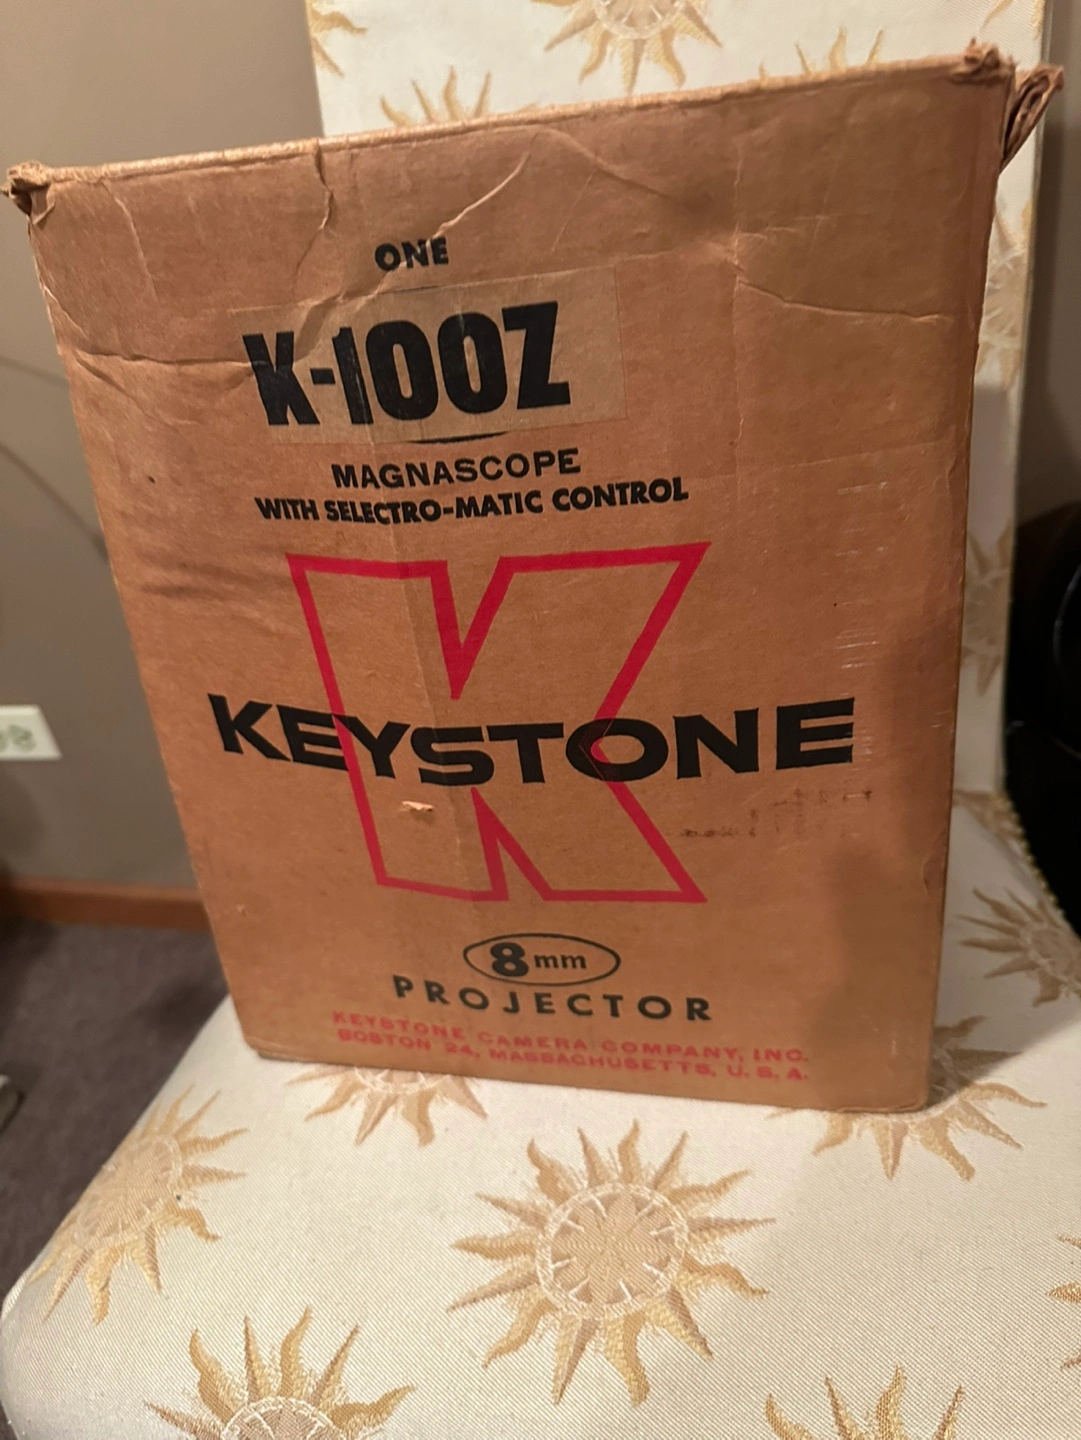 ONE
K-100Z
MAGNASCOPE
WITH SELECTRO-MATIC CONTROL
KEYSTONE
8mm
PROJECTOR
KEYSTONE CAMERA COMPANY, INC.
BOSTON 24, MASSACHUSETTS, U. S. A.